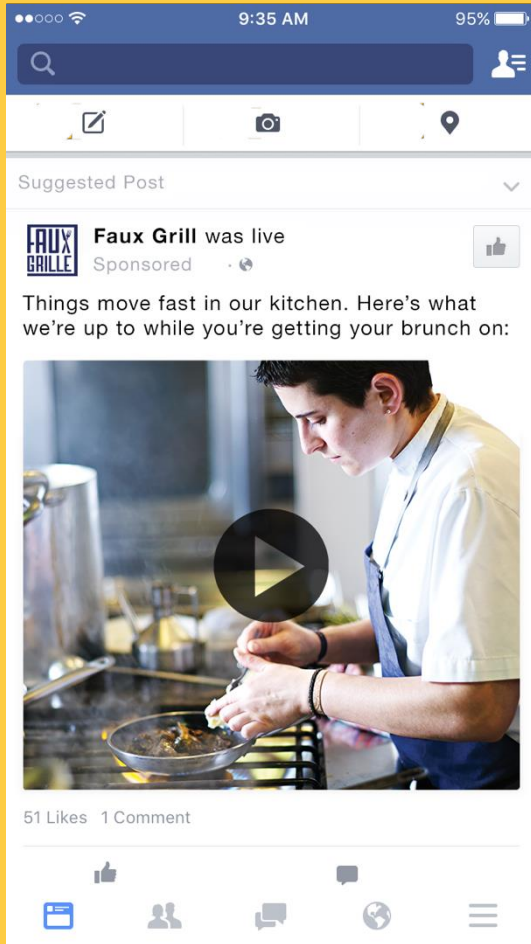 9:35 AM
95%
Suggested Post
FAUX
GRILLE
Faux Grill was live
Sponsored
Things move fast in our kitchen. Here's what
we're up to while you're getting your brunch on:
51 Likes 1 Comment